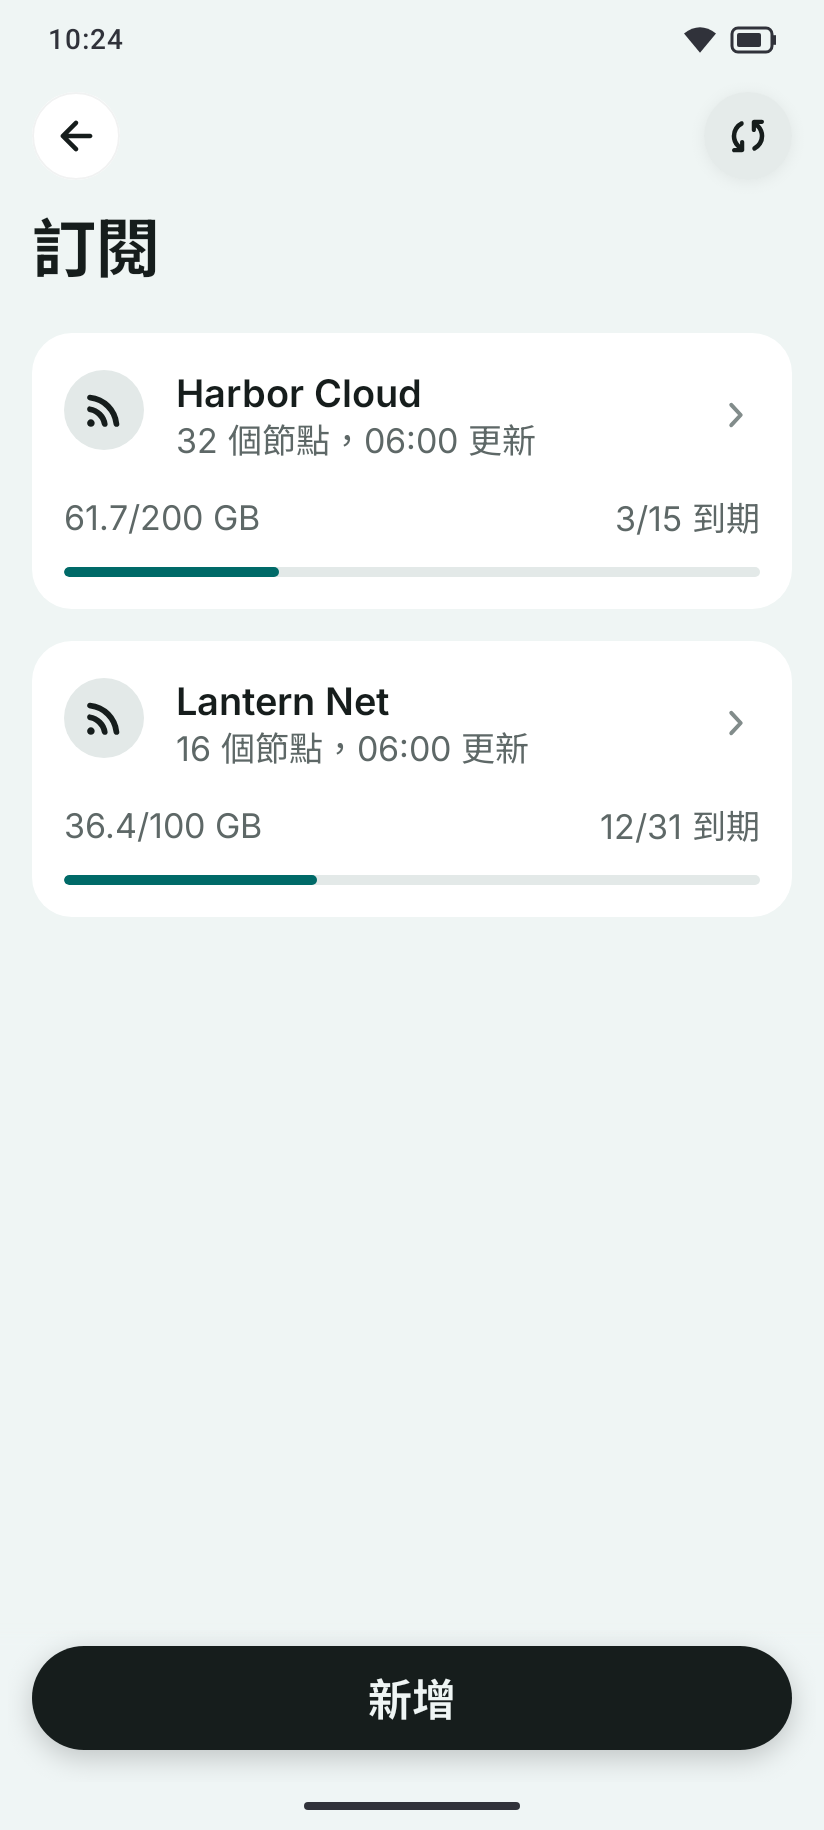 10:24
訂閱
Harbor Cloud
32 個節點，06:00 更新
61.7/200 GB
3/15 到期
Lantern Net
16 個節點，06:00 更新
36.4/100 GB
12/31 到期
新增